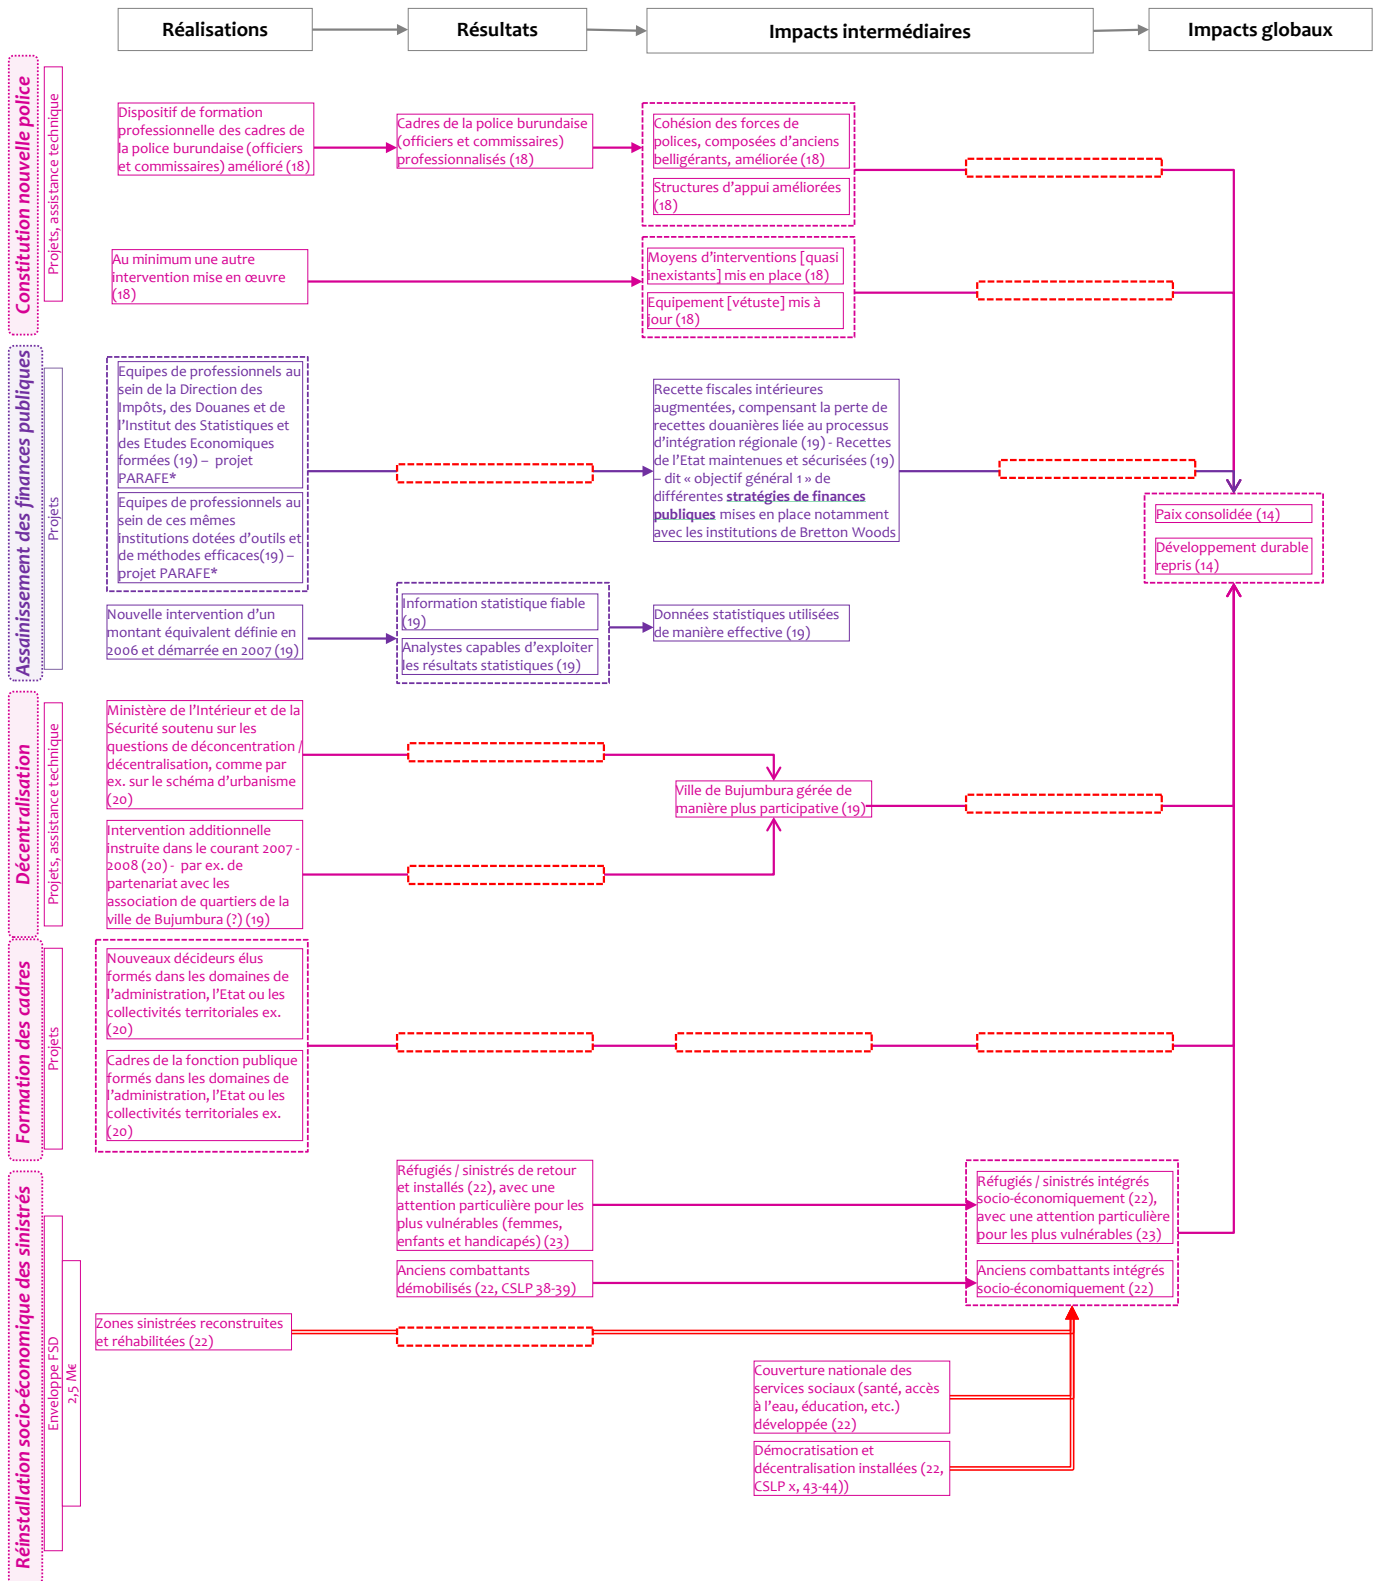 Réalisations
Résultats
Impacts intermédiaires
Impacts globaux
Constitution nouvelle police
Projets, assistance technique
Dispositif de formation
professionnelle des cadres de
la police burundaise (officiers
et commissaires) amélioré (18)
Cadres de la police burundaise
(officiers et commissaires)
professionnalisés (18)
Cohésion des forces de
polices, composées d'anciens
belligérants, améliorée (18)
Structures d'appui améliorées
(18)
Au minimum une autre
intervention mise en œuvre
(18)
Moyens d'interventions [quasi
inexistants] mis en place (18)
Equipement [vétuste] mis à
jour (18)
Assainissement des finances publiques
Projets
Equipes de professionnels au
sein de la Direction des
Impôts, des Douanes et de
l'Institut des Statistiques et
des Etudes Economiques
formées (19) – projet
PARAFE*
Equipes de professionnels au
sein de ces mêmes
institutions dotées d'outils et
de méthodes efficaces(19) –
projet PARAFE*
Recette fiscales intérieures
augmentées, compensant la perte de
recettes douanières liée au processus
d'intégration régionale (19) - Recettes
de l'Etat maintenues et sécurisées (19)
– dit « objectif général 1 » de
différentes stratégies de finances
publiques mises en place notamment
avec les institutions de Bretton Woods
Paix consolidée (14)
Développement durable
repris (14)
Nouvelle intervention d'un
montant équivalent définie en
2006 et démarrée en 2007 (19)
Information statistique fiable
(19)
Analystes capables d'exploiter
les résultats statistiques (19)
Données statistiques utilisées
de manière effective (19)
Décentralisation
Projets, assistance technique
Ministère de l'Intérieur et de la
Sécurité soutenu sur les
questions de déconcentration /
décentralisation, comme par
ex. sur le schéma d'urbanisme
(20)
Intervention additionnelle
instruite dans le courant 2007 -
2008 (20) - par ex. de
partenariat avec les
association de quartiers de la
ville de Bujumbura (?) (19)
Ville de Bujumbura gérée de
manière plus participative (19)
Formation des cadres
Projets
Nouveaux décideurs élus
formés dans les domaines de
l'administration, l'Etat ou les
collectivités territoriales ex.
(20)
Cadres de la fonction publique
formés dans les domaines de
l'administration, l'Etat ou les
collectivités territoriales ex.
(20)
Réinstallation socio-économique des sinistrés
Enveloppe FSD
2,5 M€
Réfugiés / sinistrés de retour
et installés (22), avec une
attention particulière pour les
plus vulnérables (femmes,
enfants et handicapés) (23)
Réfugiés / sinistrés intégrés
socio-économiquement (22),
avec une attention particulière
pour les plus vulnérables (23)
Anciens combattants
démobilisés (22, CSLP 38-39)
Anciens combattants intégrés
socio-économiquement (22)
Zones sinistrées reconstruites
et réhabilitées (22)
Couverture nationale des
services sociaux (santé, accès
à l'eau, éducation, etc.)
développée (22)
Démocratisation et
décentralisation installées (22,
CSLP x, 43-44))